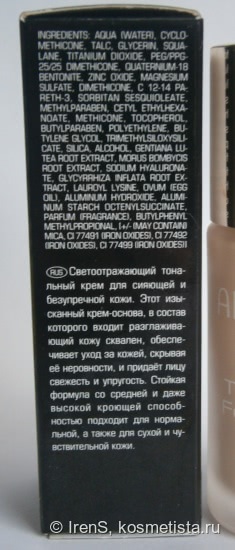 INGREDIENTS: AQUA (WATER), CYCLO-
METHICONE, TALC, GLYCERIN, SQUA-
LANE, TITANIUM DIOXIDE, PEG/PPG-
25/25 DIMETHICONE, QUATERNIUM-18
BENTONITE, ZINC OXIDE, MAGNESIUM
SULFATE, DIMETHICONE, C 12-14 PA-
RETH-3, SORBITAN SESQUIOLEATE,
METHYLPARABEN, CETYL ETHYLHEXA-
NOATE, METHICONE, TOCOPHEROL,
BUTYLPARABEN, POLYETHYLENE, BU-
TYLENE GLYCOL, TRIMETHYLSILOXYSILI-
CATE, SILICA, ALCOHOL, GENTIANA LU-
TEA ROOT EXTRACT, MORUS BOMBYCIS
ROOT EXTRACT, SODIUM HYALURO-
NATE, GLYCYRRHIZA INFLATA ROOT EX-
TRACT, LAUROYL LYSINE, OVUM (EGG
OIL), ALUMINUM HYDROXIDE, ALUMI-
NUM STARCH OCTENYLSUCCINATE,
PARFUM (FRAGRANCE), BUTYLPHENYL
METHYLPROPIONAL, [+/- (MAY CONTAIN)
MICA, CI 77491 (IRON OXIDES), CI 77492
(IRON OXIDES), CI 77499 (IRON OXIDES)]
RUS Светоотражающий тональ-
ный крем для сияющей и
безупречной кожи. Этот изы-
сканный крем-основа, в состав
которого входит разглаживаю-
щий кожу сквален, обеспечи-
вает уход за кожей, скрывая
её неровности, и придаёт лицу
свежесть и упругость. Стойкая
формула со средней и даже
высокой кроющей способ-
ностью подходит для нормаль-
ной, а также для сухой и чув-
ствительной кожи.
A
T
F
© IrenS, kosmetista.ru